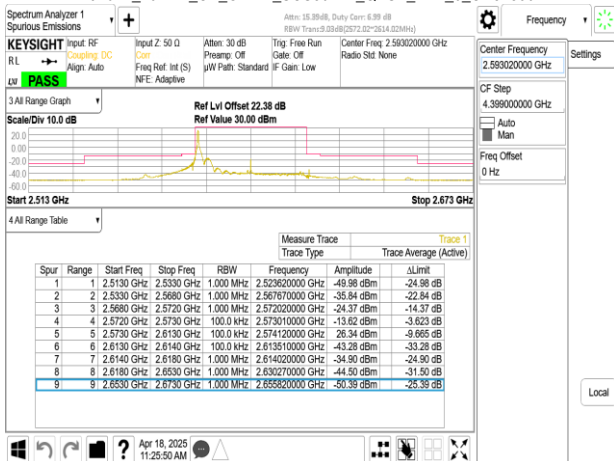 Spectrum Analyzer 1
Spurious Emissions
Attn: 15.39dB, Duty Corr: 6.99 dB
RBW Trans:9.03dB(2572.02~2614.02MHz)
Frequency
KEYSIGHT
RL
PASS
Input: RF
Coupling: DC
Align: Auto
Input Z: 50 Ω
Corr
Freq Ref: Int (S)
NFE: Adaptive
Atten: 30 dB
Preamp: Off
µW Path: Standard
Trig: Free Run
Gate: Off
IF Gain: Low
Center Freq: 2.593020000 GHz
Radio Std: None
Center Frequency
2.593020000 GHz
Settings
CF Step
4.399000000 GHz
Auto
Man
Freq Offset
0 Hz
3 All Range Graph
Scale/Div 10.0 dB
Ref Lvl Offset 22.38 dB
Ref Value 30.00 dBm
20.0
0.00
-20.0
-40.0
-60.0
Start 2.513 GHz
Stop 2.673 GHz
4 All Range Table
Measure Trace Trace 1
Trace Type Trace Average (Active)
Spur Range Start Freq Stop Freq RBW Frequency Amplitude ΔLimit
1 1 2.5130 GHz 2.5330 GHz 1.000 MHz 2.523620000 GHz -49.98 dBm -24.98 dB
2 2 2.5330 GHz 2.5680 GHz 1.000 MHz 2.567670000 GHz -35.84 dBm -22.84 dB
3 3 2.5680 GHz 2.5720 GHz 1.000 MHz 2.572020000 GHz -24.37 dBm -14.37 dB
4 4 2.5720 GHz 2.5730 GHz 100.0 kHz 2.573010000 GHz -13.62 dBm -3.623 dB
5 5 2.5730 GHz 2.6130 GHz 100.0 kHz 2.574120000 GHz 26.34 dBm -9.665 dB
6 6 2.6130 GHz 2.6140 GHz 100.0 kHz 2.613510000 GHz -43.28 dBm -33.28 dB
7 7 2.6140 GHz 2.6180 GHz 1.000 MHz 2.614020000 GHz -34.90 dBm -24.90 dB
8 8 2.6180 GHz 2.6530 GHz 1.000 MHz 2.630270000 GHz -44.50 dBm -31.50 dB
9 9 2.6530 GHz 2.6730 GHz 1.000 MHz 2.655820000 GHz -50.39 dBm -25.39 dB
Local
Apr 18, 2025
11:25:50 AM